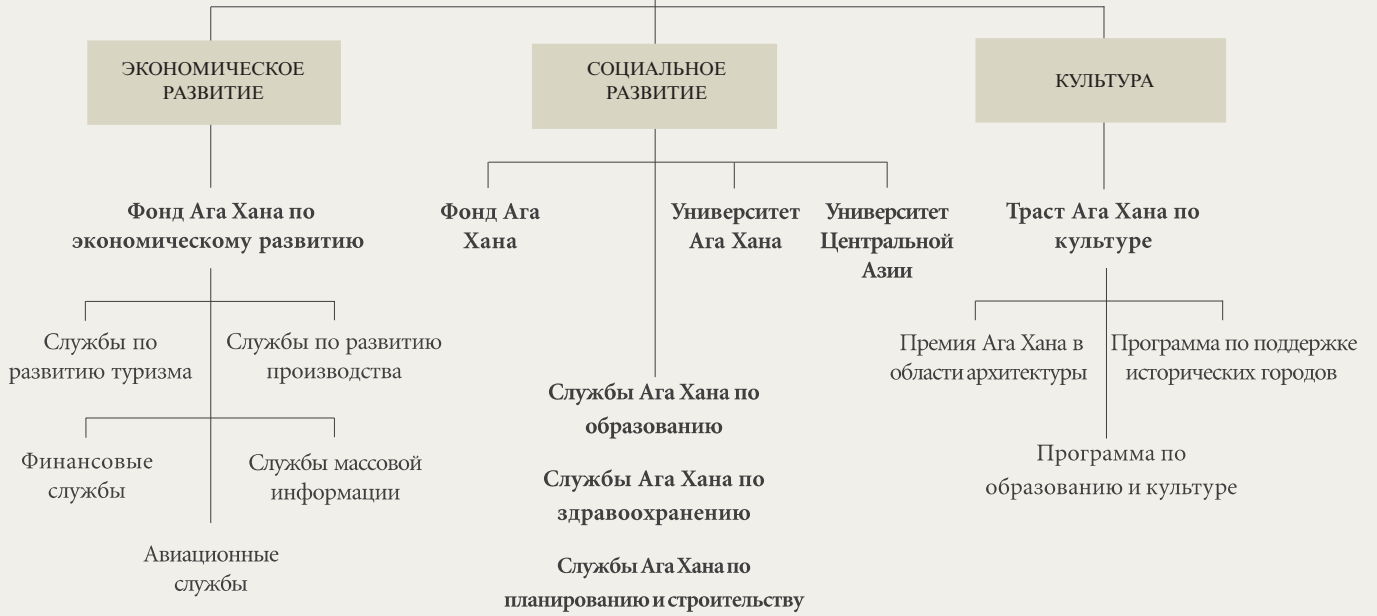 ЭКОНОМИЧЕСКОЕ
РАЗВИТИЕ
СОЦИАЛЬНОЕ
РАЗВИТИЕ
КУЛЬТУРА
Фонд Ага Хана по
экономическому развитию
Фонд Ага
Хана
Университет
Ага Хана
Университет
Центральной
Азии
Траст Ага Хана по
культуре
Службы по
развитию туризма
Службы по развитию
производства
Премия Ага Хана в
области архитектуры
Программа по поддержке
исторических городов
Службы Ага Хана по
образованию
Финансовые
службы
Службы массовой
информации
Программа по
образованию и культуре
Службы Ага Хана по
здравоохранению
Авиационные
службы
Службы Ага Хана по
планированию и строительству